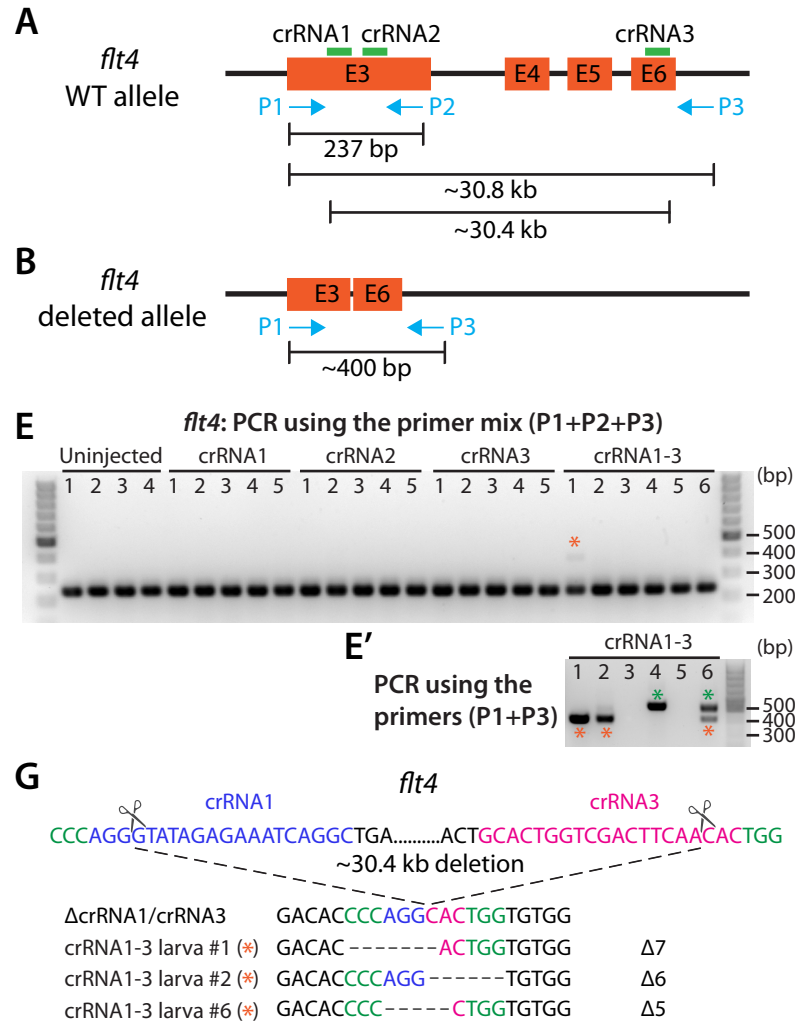 A
flt4
WT allele
crRNA1
crRNA2
crRNA3
E3
E4
E5
E6
P1
P2
P3
237 bp
~30.8 kb
~30.4 kb
B
flt4
deleted allele
E3
E6
P1
P3
~400 bp
E
flt4: PCR using the primer mix (P1+P2+P3)
Uninjected
crRNA1
crRNA2
crRNA3
crRNA1-3
(bp)
1 2 3 4 1 2 3 4 5 1 2 3 4 5 1 2 3 4 5 1 2 3 4 5 6
*
500
400
300
200
E′
PCR using the
primers (P1+P3)
crRNA1-3
(bp)
1 2 3 4 5 6
* *
* * *
500
400
300
G
flt4
crRNA1
crRNA3
CCCAGGGTATAGAGAAATCAGGCTGA.........ACTGCACTGGTCGACTTCAACACTGG
~30.4 kb deletion
ΔcrRNA1/crRNA3 GACACCCCAGGCACTGGTGTGG
crRNA1-3 larva #1 (*) GACAC-------ACTGGTGTGG Δ7
crRNA1-3 larva #2 (*) GACACCCCAGG------TGTGG Δ6
crRNA1-3 larva #6 (*) GACACCCC-----CTGGTGTGG Δ5